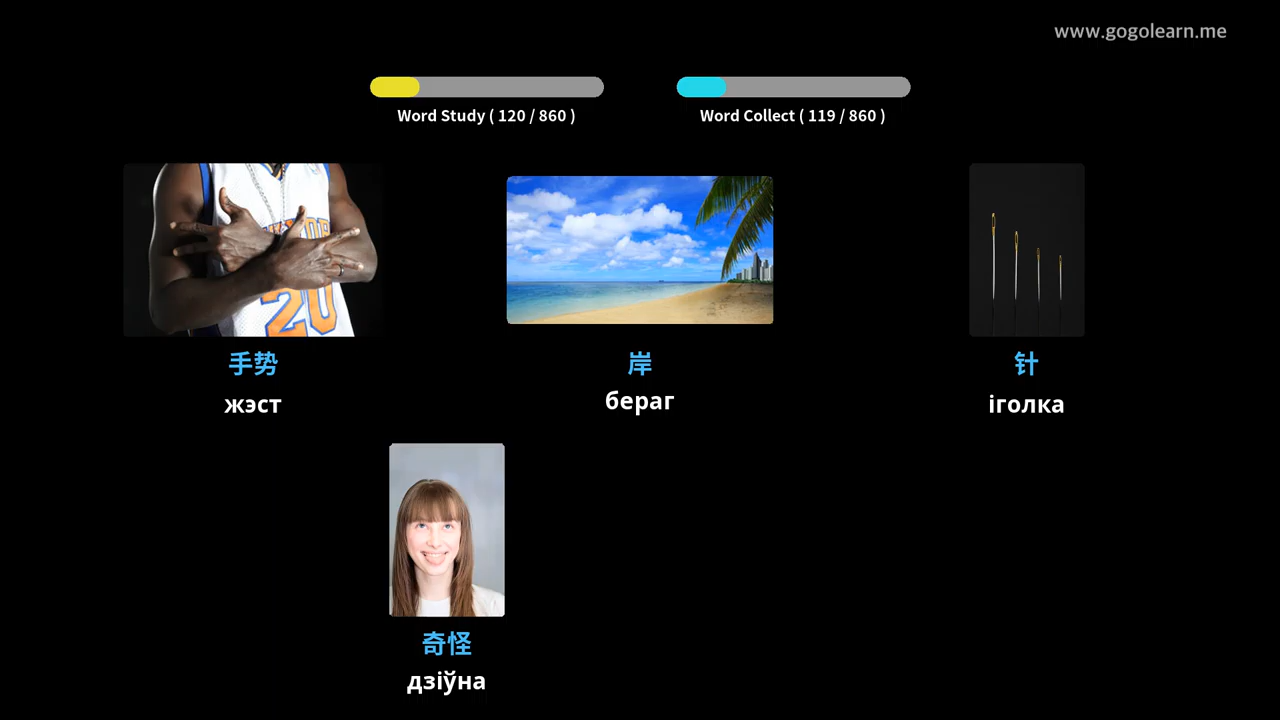 www.gogolearn.me
Word Study ( 120 / 860 )
Word Collect ( 119 / 860 )
20
手势
жэст
岸
бераг
针
іголка
奇怪
дзіўна